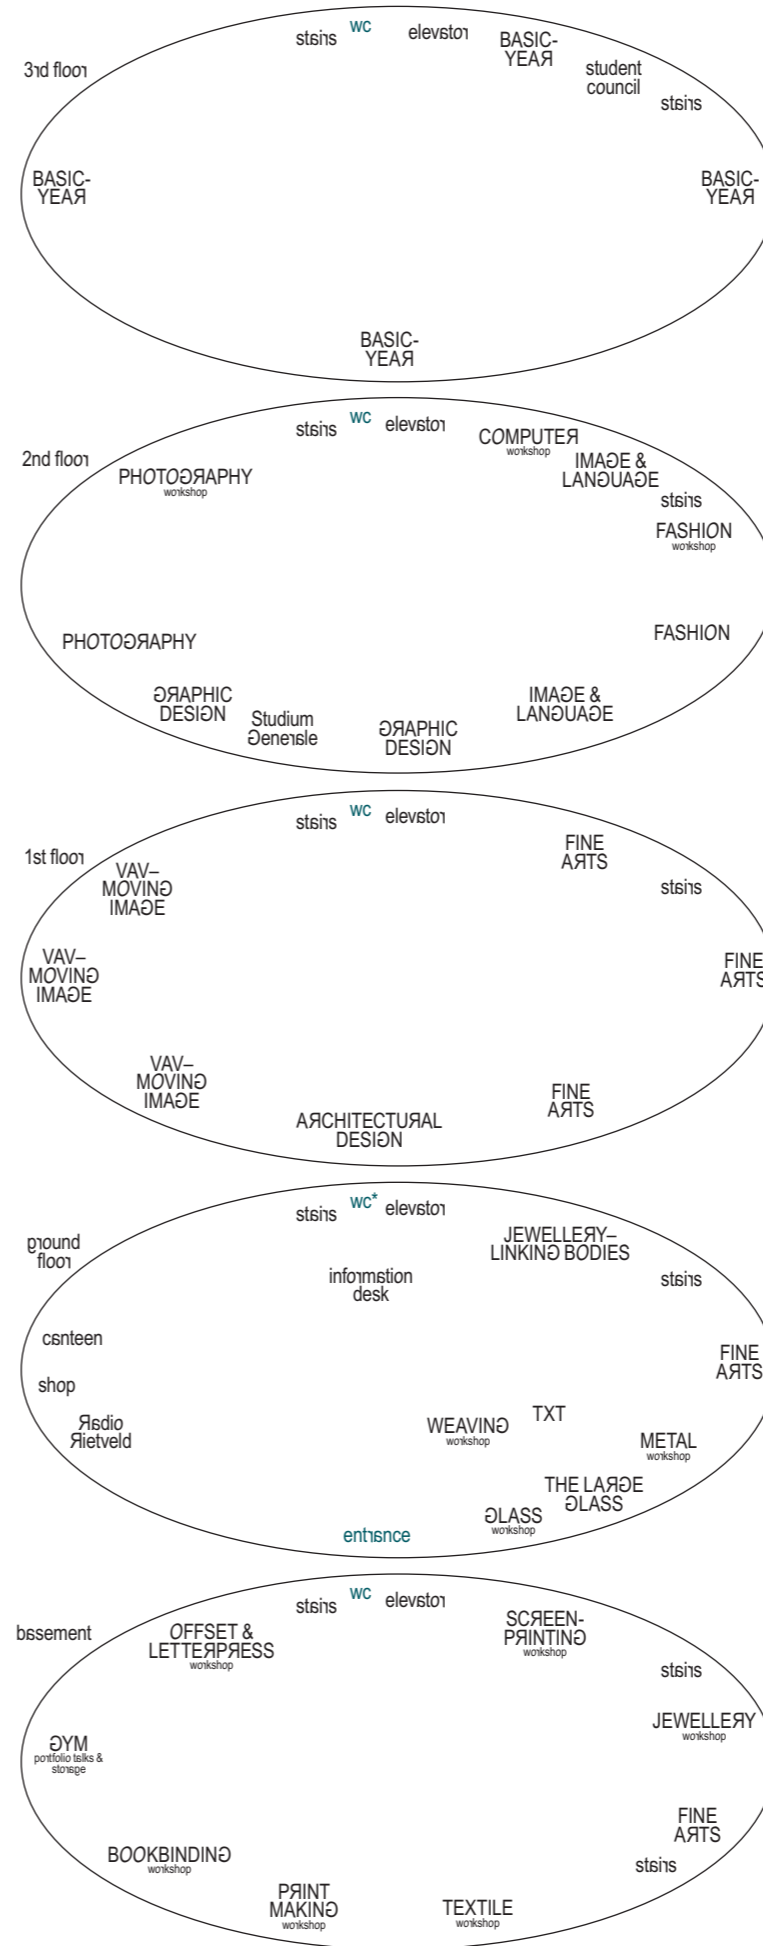 stairs
wc
elevator
BASIC-
YEAR
student
council
stairs
3rd floor
BASIC-
YEAR
BASIC-
YEAR
BASIC-
YEAR
stairs
wc
elevator
COMPUTER
workshop
IMAGE &
LANGUAGE
stairs
2nd floor
PHOTOGRAPHY
workshop
FASHION
workshop
PHOTOGRAPHY
FASHION
GRAPHIC
DESIGN
Studium
Generale
GRAPHIC
DESIGN
IMAGE &
LANGUAGE
stairs
wc
elevator
FINE
ARTS
stairs
1st floor
VAV–
MOVING
IMAGE
VAV–
MOVING
IMAGE
FINE
ARTS
VAV–
MOVING
IMAGE
ARCHITECTURAL
DESIGN
FINE
ARTS
stairs
wc*
elevator
JEWELLERY–
LINKING BODIES
stairs
ground
floor
information
desk
canteen
shop
Radio
Rietveld
FINE
ARTS
WEAVING
workshop
TXT
METAL
workshop
THE LARGE
GLASS
GLASS
workshop
entrance
stairs
wc
elevator
SCREEN-
PRINTING
workshop
stairs
basement
OFFSET &
LETTERPRESS
workshop
JEWELLERY
workshop
GYM
portfolio talks &
storage
FINE
ARTS
stairs
BOOKBINDING
workshop
PRINT
MAKING
workshop
TEXTILE
workshop